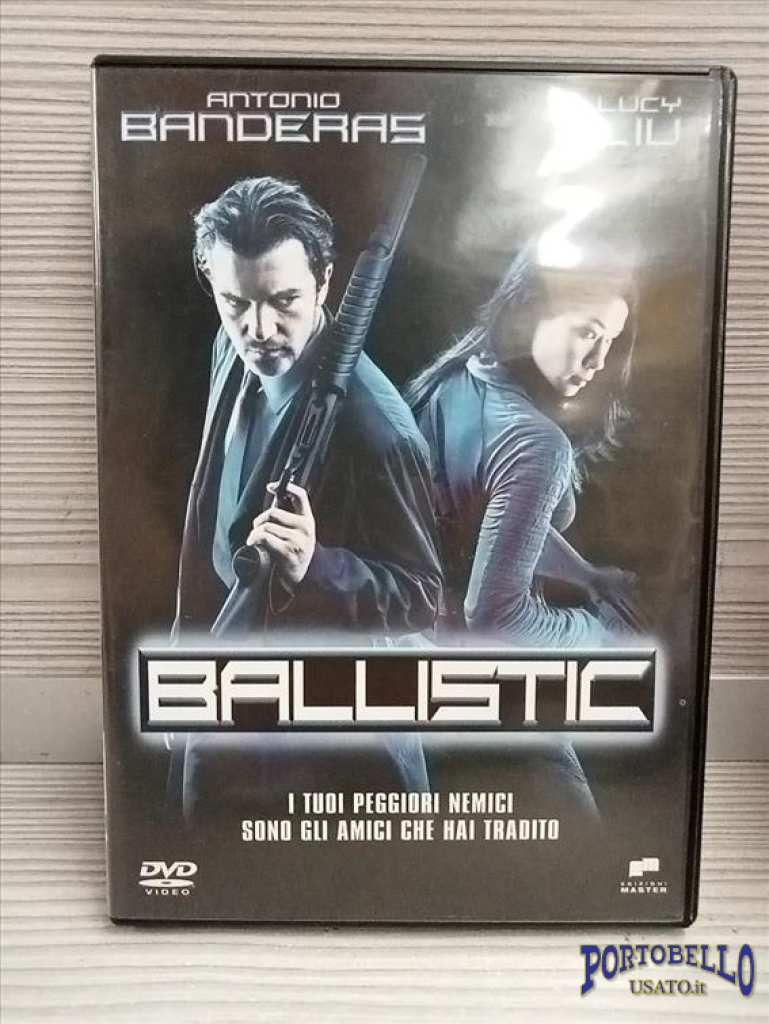 ANTONIO
BANDERAS
LUCY
LIU
BALLISTIC
I TUOI PEGGIORI NEMICI
SONO GLI AMICI CHE HAI TRADITO
DVD
VIDEO
EDIZIONI
MASTER
PORTOBELLO
USATO.it